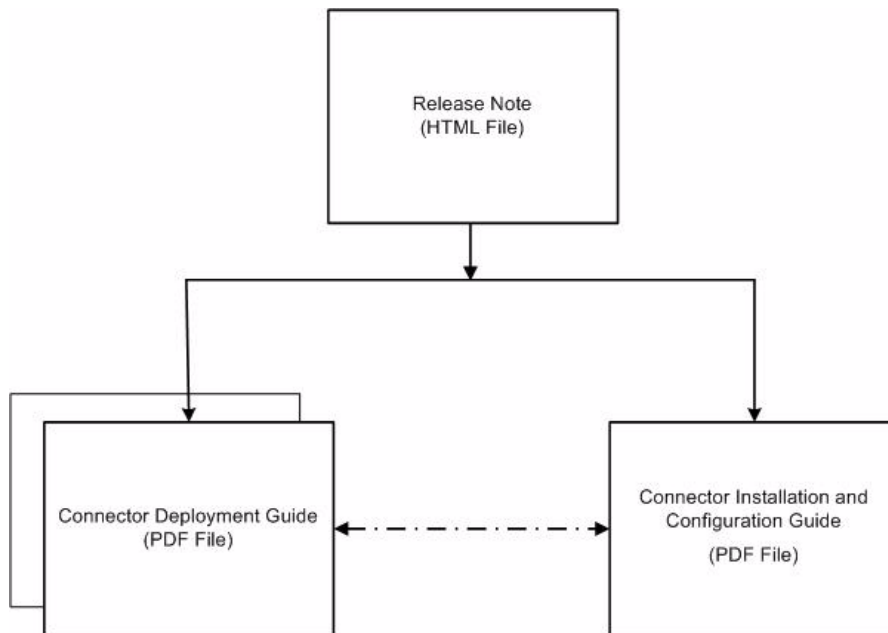 Release Note
(HTML File)
Connector Deployment Guide
(PDF File)
Connector Installation and
Configuration Guide
(PDF File)